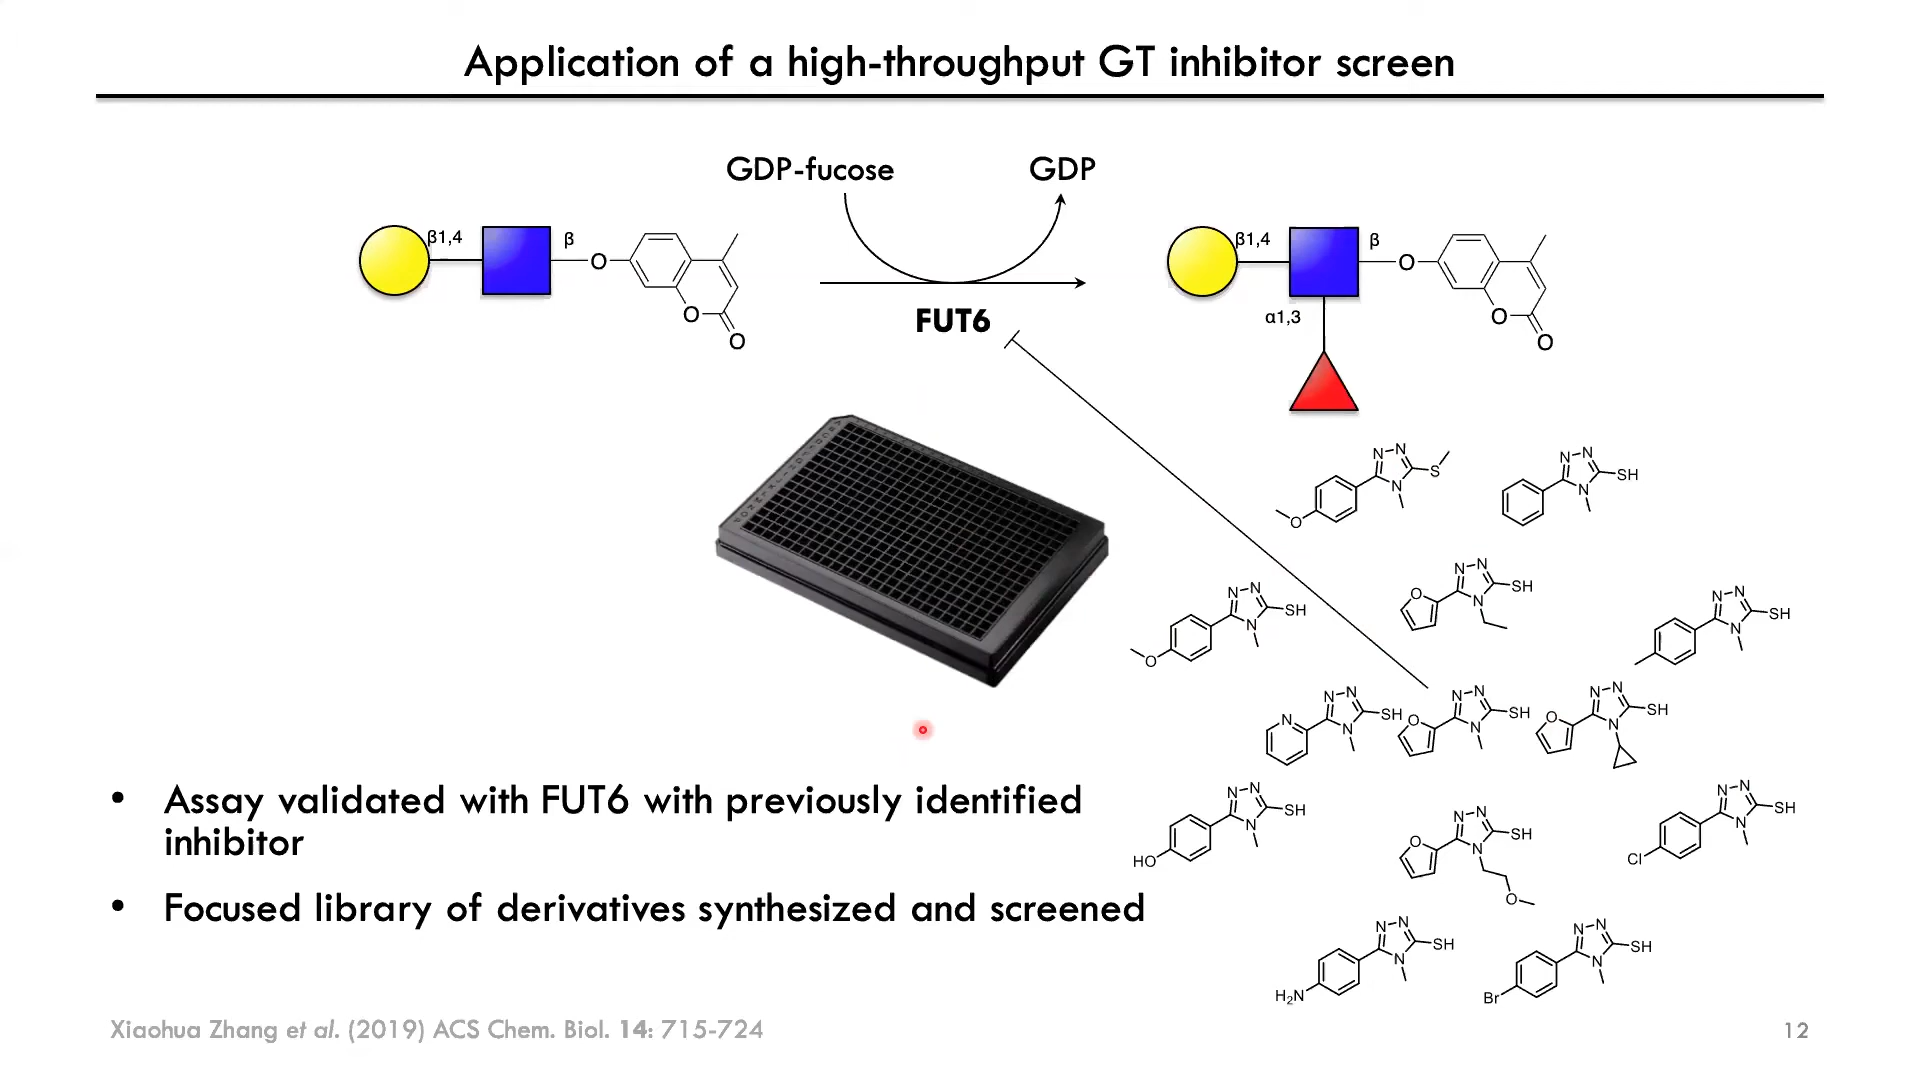 Application of a high-throughput GT inhibitor screen
GDP-fucose
GDP
β1,4
β
O
O
O
FUT6
β1,4
β
O
O
O
α1,3
N
N
N
S
O
N
N
N
SH
N
N
N
SH
O
N
N
N
SH
O
N
N
N
SH
N
N
N
N
SH
N
N
N
SH
O
N
N
N
SH
O
N
N
N
SH
HO
N
N
N
SH
O
O
N
N
N
SH
Cl
N
N
N
SH
H2N
N
N
N
SH
Br
• Assay validated with FUT6 with previously identified
inhibitor
• Focused library of derivatives synthesized and screened
Xiaohua Zhang et al. (2019) ACS Chem. Biol. 14: 715-724
12